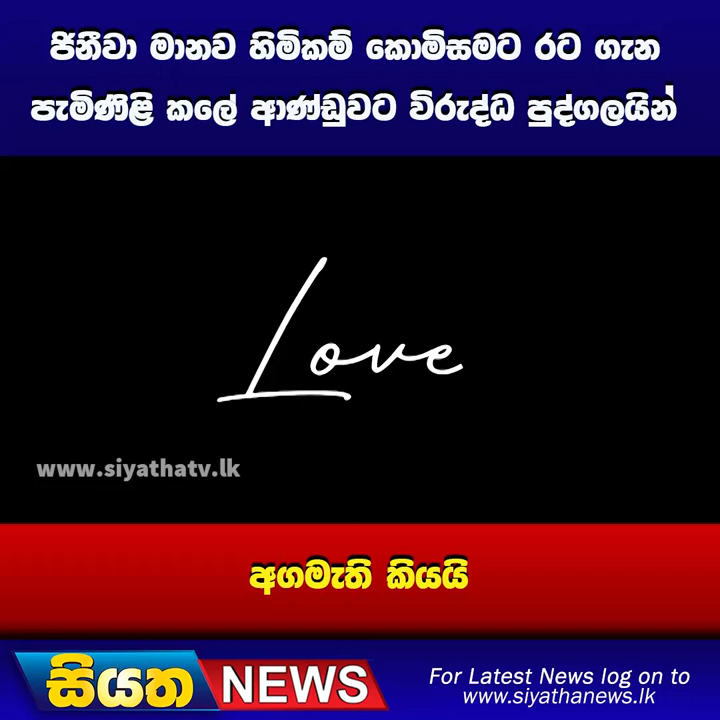 ජිනීවා මානව හිමිකම් කොමිසමට රට ගැන
පැමිණිළි කලේ ආණ්ඩුවට විරුද්ධ පුද්ගලයින්
Love
www.siyathatv.lk
අගමැති කියයි
සියත NEWS
For Latest News log on to
www.siyathanews.lk